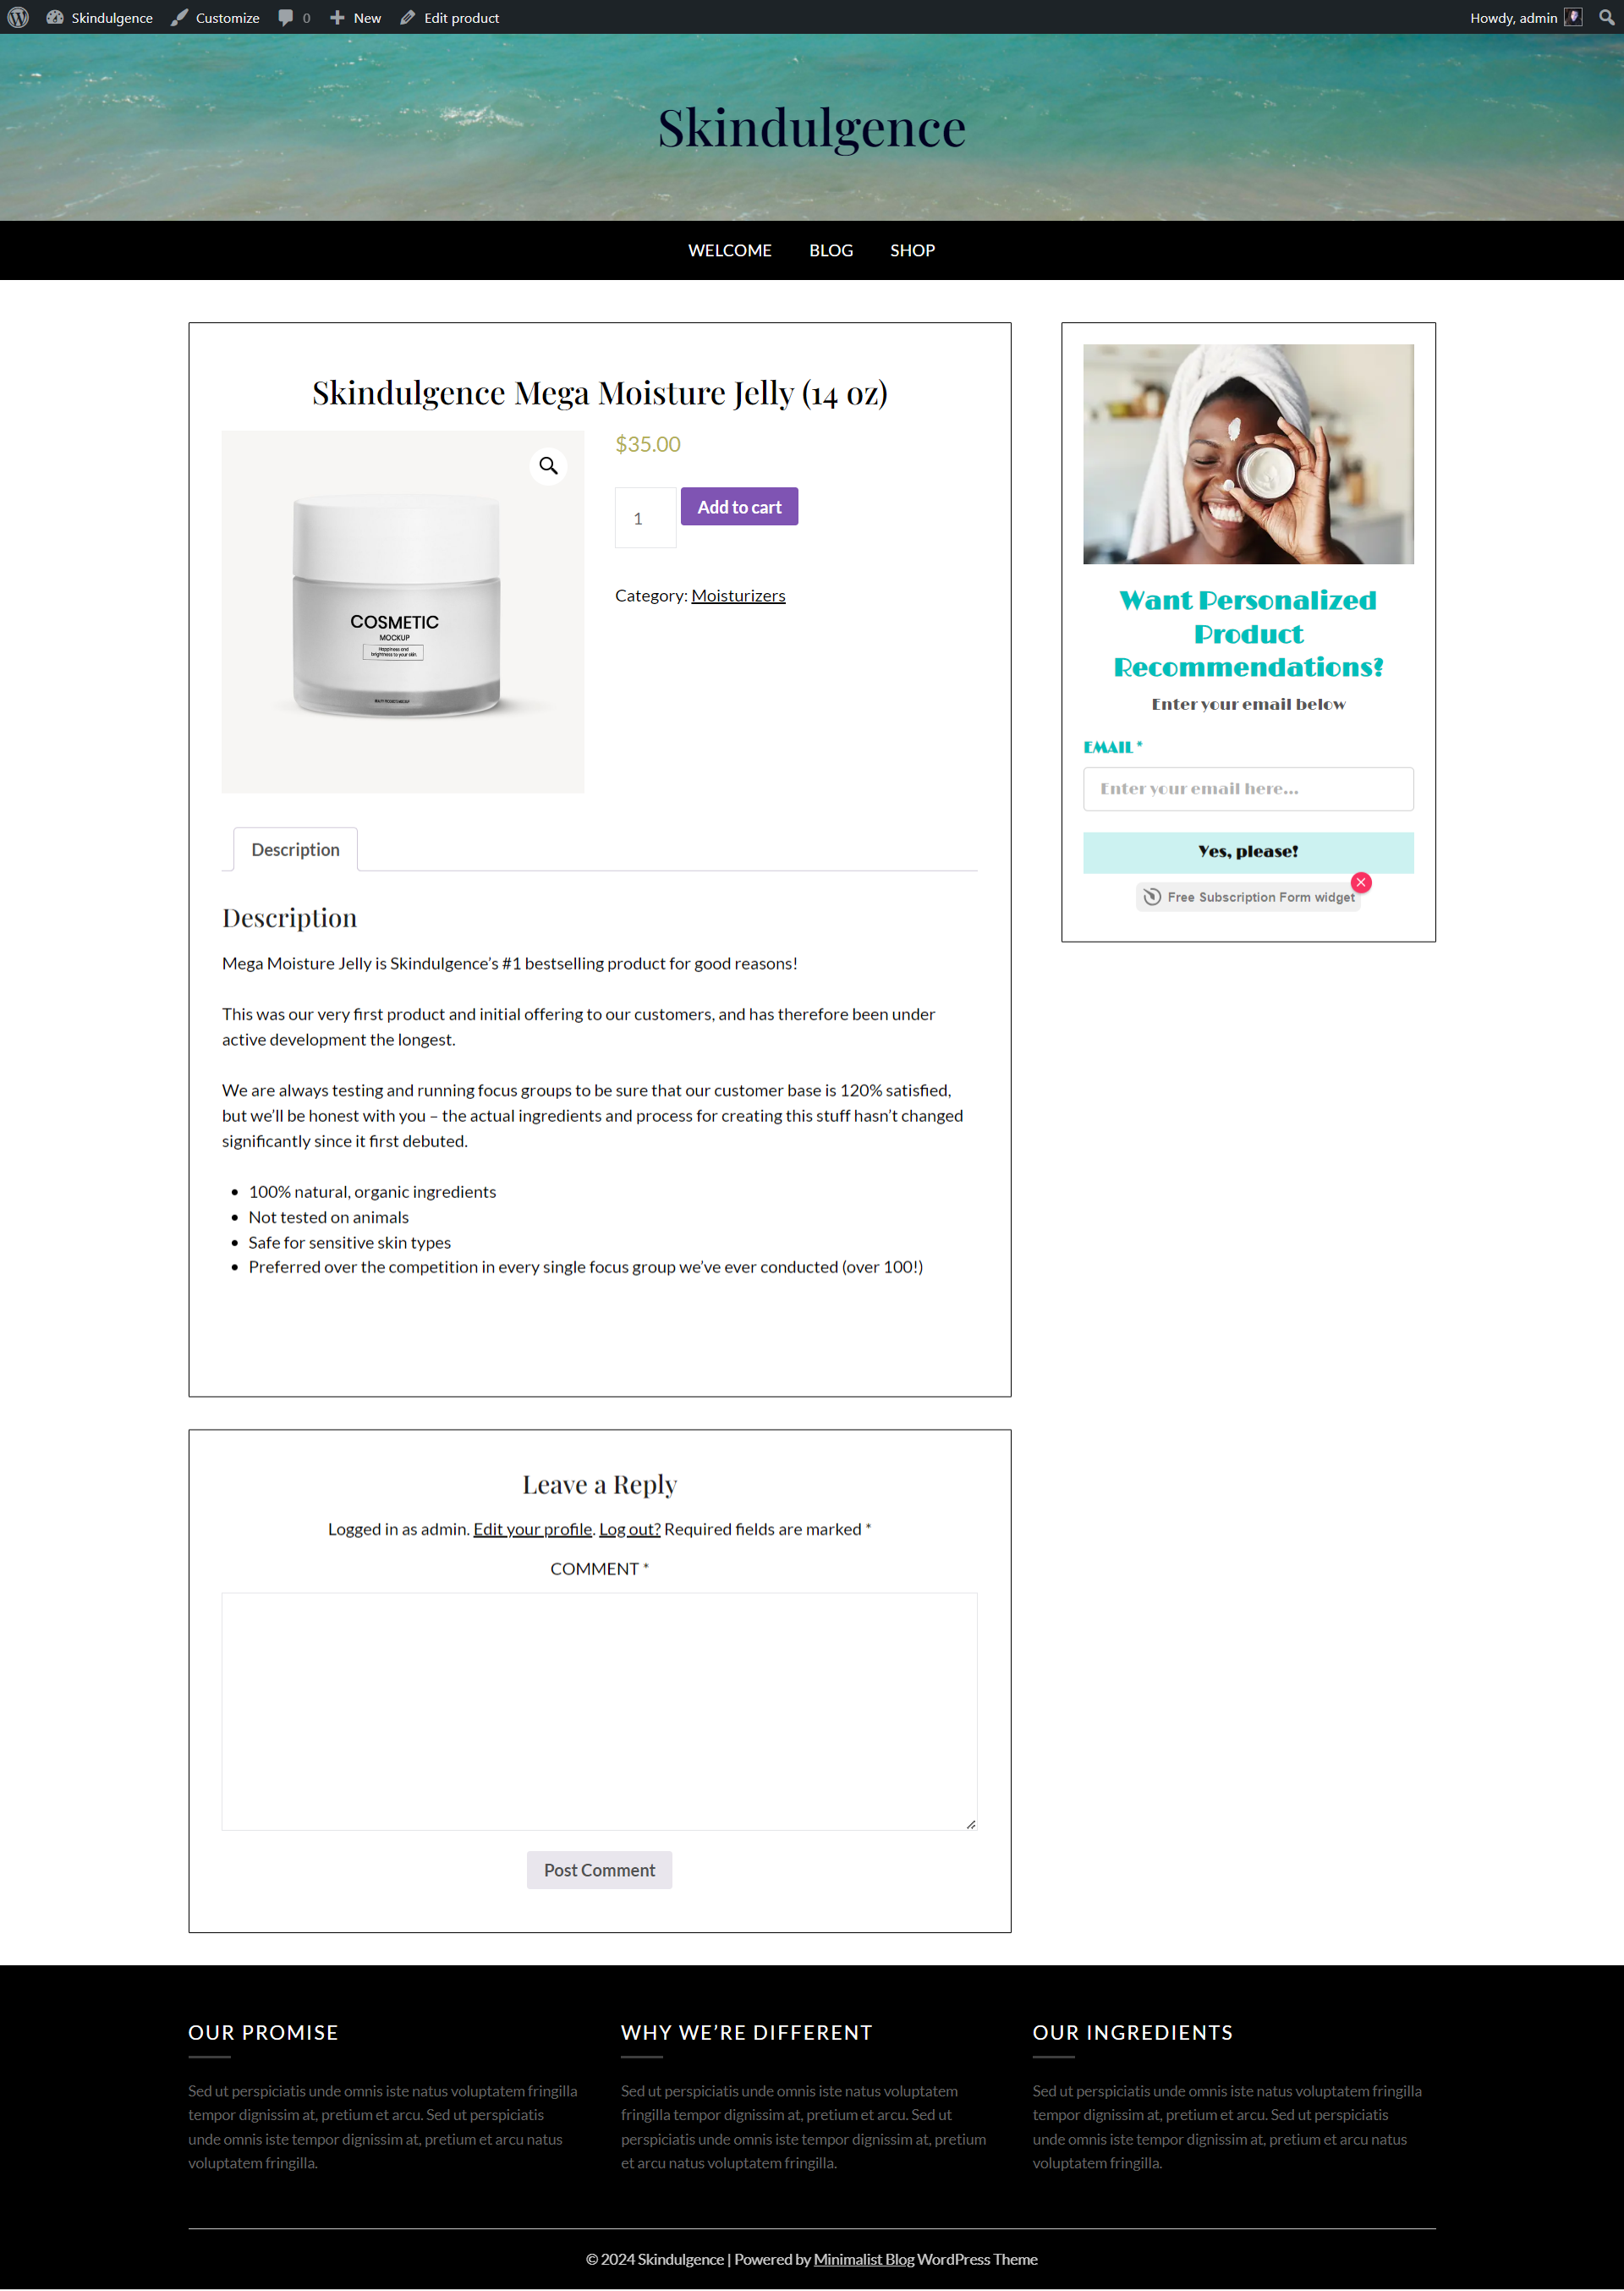 Skindulgence
Customize
0
New
Edit product
Howdy, admin
Skindulgence
WELCOME
BLOG
SHOP
Skindulgence Mega Moisture Jelly (14 oz)
$35.00
1
Add to cart
Category: Moisturizers
COSMETIC
MOCKUP
Happiness and
brightness to your skin.
Description
Description
Mega Moisture Jelly is Skindulgence’s #1 bestselling product for good reasons!
This was our very first product and initial offering to our customers, and has therefore been under
active development the longest.
We are always testing and running focus groups to be sure that our customer base is 120% satisfied,
but we’ll be honest with you – the actual ingredients and process for creating this stuff hasn’t changed
significantly since it first debuted.
100% natural, organic ingredients
Not tested on animals
Safe for sensitive skin types
Preferred over the competition in every single focus group we’ve ever conducted (over 100!)
Want Personalized
Product
Recommendations?
Enter your email below
EMAIL *
Enter your email here...
Yes, please!
Free Subscription Form widget
Leave a Reply
Logged in as admin. Edit your profile. Log out? Required fields are marked *
COMMENT *
Post Comment
OUR PROMISE
Sed ut perspiciatis unde omnis iste natus voluptatem fringilla
tempor dignissim at, pretium et arcu. Sed ut perspiciatis
unde omnis iste tempor dignissim at, pretium et arcu natus
voluptatem fringilla.
WHY WE’RE DIFFERENT
Sed ut perspiciatis unde omnis iste natus voluptatem
fringilla tempor dignissim at, pretium et arcu. Sed ut
perspiciatis unde omnis iste tempor dignissim at, pretium
et arcu natus voluptatem fringilla.
OUR INGREDIENTS
Sed ut perspiciatis unde omnis iste natus voluptatem fringilla
tempor dignissim at, pretium et arcu. Sed ut perspiciatis
unde omnis iste tempor dignissim at, pretium et arcu natus
voluptatem fringilla.
© 2024 Skindulgence | Powered by Minimalist Blog WordPress Theme